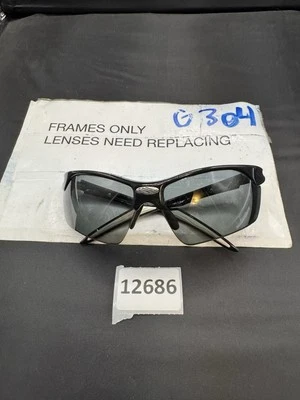 G304
FRAMES ONLY
LENSES NEED REPLACING
12686